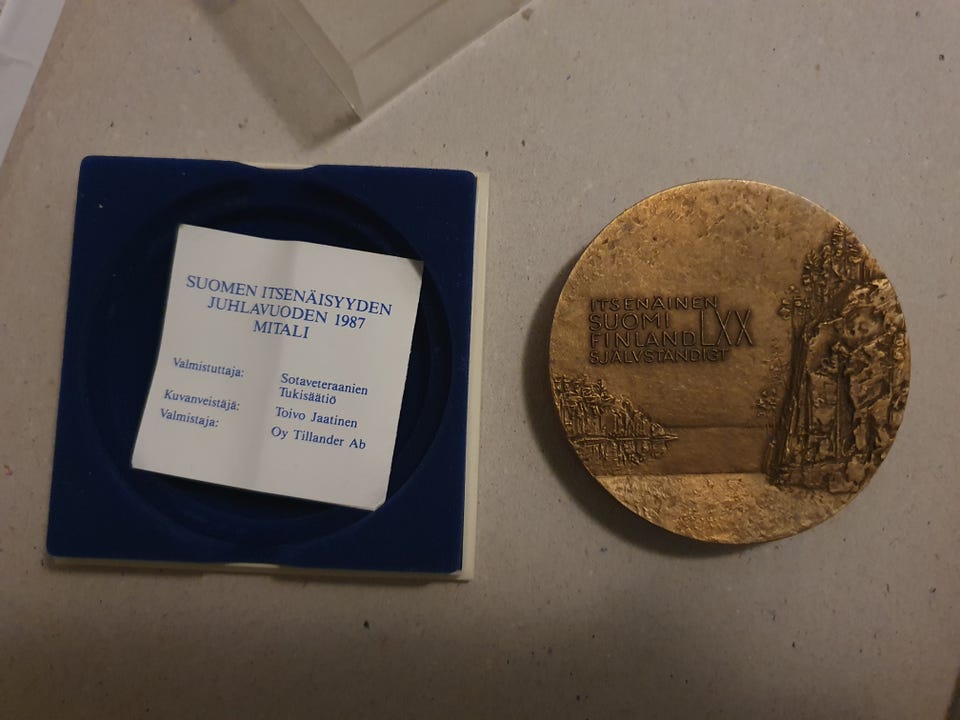 SUOMEN ITSENÄISYYDEN
JUHLAVUODEN 1987
MITALI
Valmistuttaja: Sotaveteraanien
Tukisäätiö
Kuvanveistäjä: Toivo Jaatinen
Valmistaja: Oy Tillander Ab
ITSENÄINEN
SUOMI
FINLAND LXX
SJÄLVSTÄNDIGT